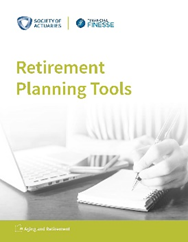 SOCIETY OF
ACTUARIES
FINANCIAL
FINESSE
Retirement
Planning Tools
Aging and Retirement